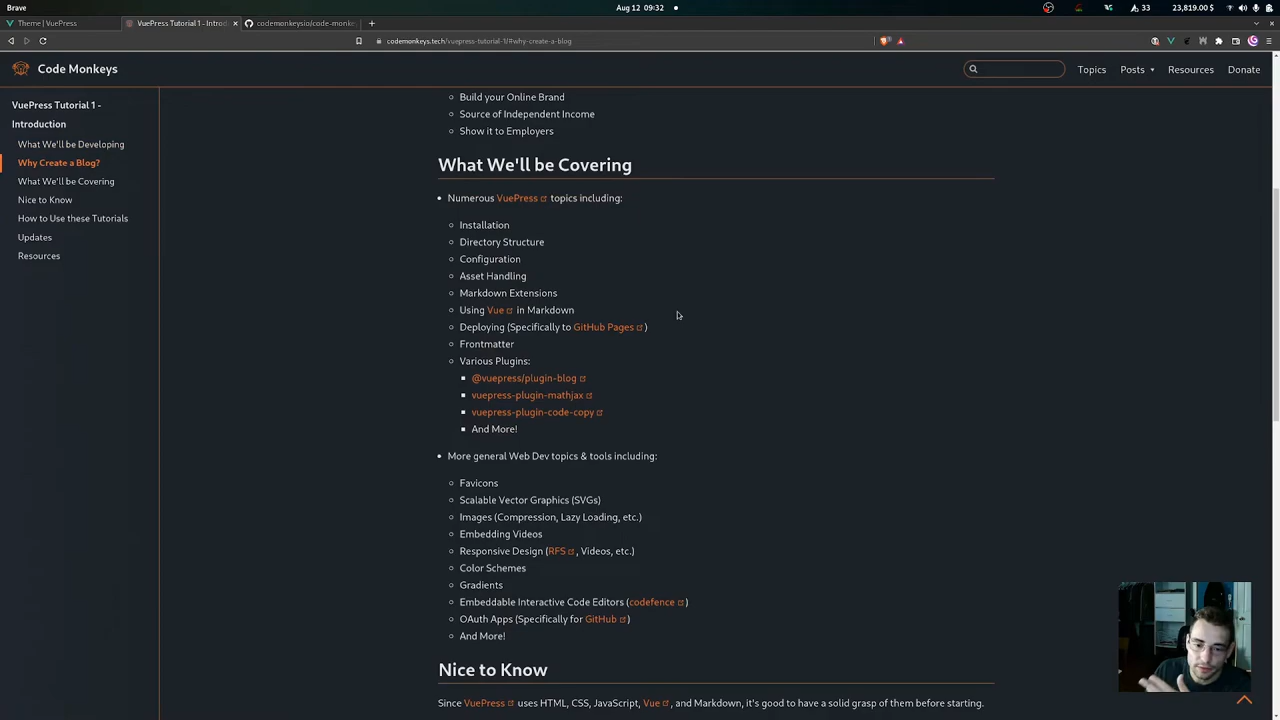 Brave
Aug 12 09:32
33
23,819.00 $
Theme | VuePress
VuePress Tutorial 1 - Introd
codemonkeysio/code-monke
codemonkeys.tech/vuepress-tutorial-1/#why-create-a-blog
Code Monkeys
Topics
Posts
Resources
Donate
VuePress Tutorial 1 -
Introduction
What We'll be Developing
Why Create a Blog?
What We'll be Covering
Nice to Know
How to Use these Tutorials
Updates
Resources
Build your Online Brand
Source of Independent Income
Show it to Employers
What We'll be Covering
Numerous VuePress topics including:
Installation
Directory Structure
Configuration
Asset Handling
Markdown Extensions
Using Vue in Markdown
Deploying (Specifically to GitHub Pages)
Frontmatter
Various Plugins:
@vuepress/plugin-blog
vuepress-plugin-mathjax
vuepress-plugin-code-copy
And More!
More general Web Dev topics & tools including:
Favicons
Scalable Vector Graphics (SVGs)
Images (Compression, Lazy Loading, etc.)
Embedding Videos
Responsive Design (RFS, Videos, etc.)
Color Schemes
Gradients
Embeddable Interactive Code Editors (codefence)
OAuth Apps (Specifically for GitHub)
And More!
Nice to Know
Since VuePress uses HTML, CSS, JavaScript, Vue, and Markdown, it's good to have a solid grasp of them before starting.